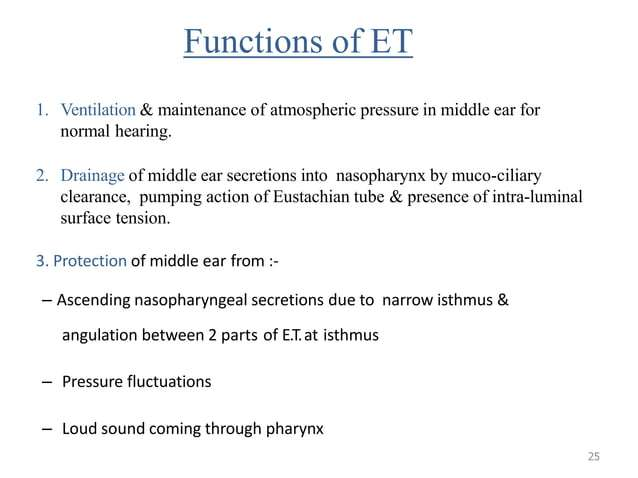 Functions of ET
1. Ventilation & maintenance of atmospheric pressure in middle ear for
normal hearing.
2. Drainage of middle ear secretions into nasopharynx by muco-ciliary
clearance, pumping action of Eustachian tube & presence of intra-luminal
surface tension.
3. Protection of middle ear from :-
– Ascending nasopharyngeal secretions due to narrow isthmus &
angulation between 2 parts of E.T. at isthmus
– Pressure fluctuations
– Loud sound coming through pharynx
25